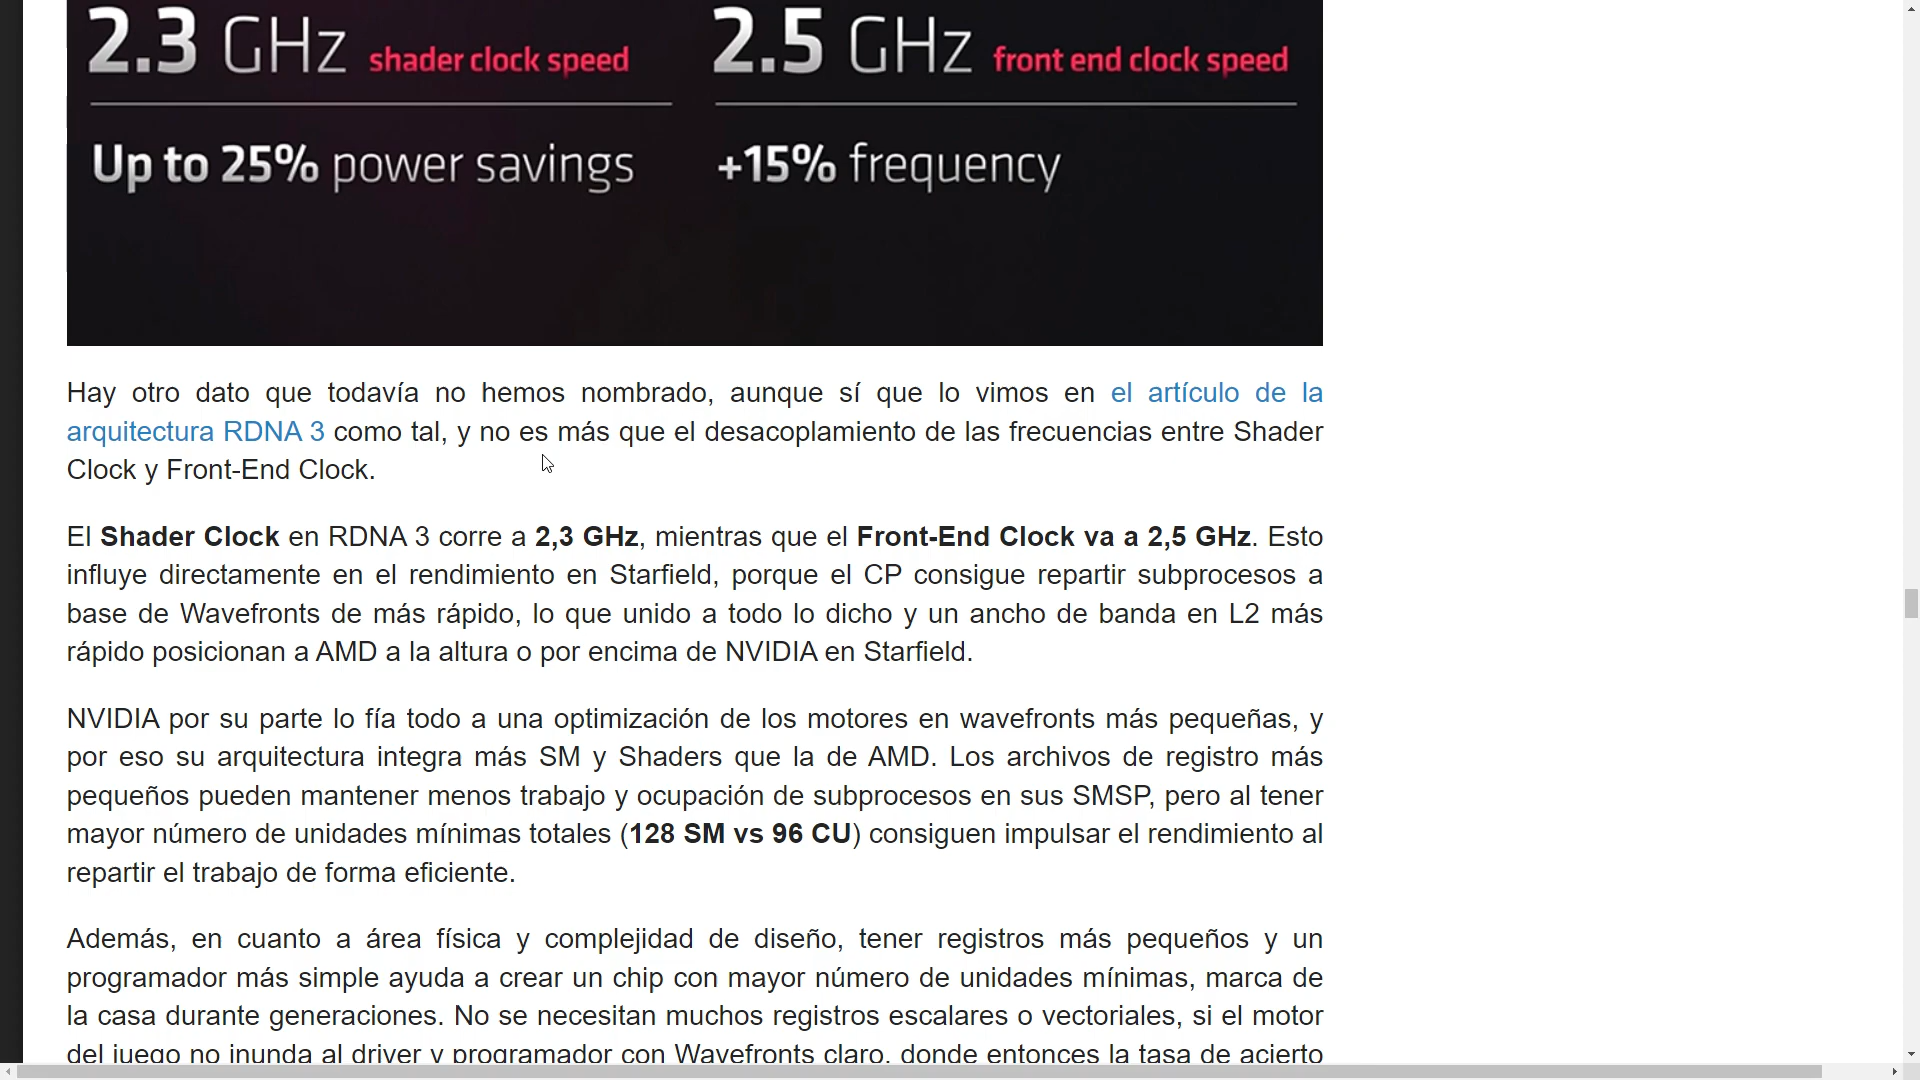 2.3 GHz shader clock speed
2.5 GHz front end clock speed
Up to 25% power savings
+15% frequency
Hay otro dato que todavía no hemos nombrado, aunque sí que lo vimos en el artículo de la
arquitectura RDNA 3 como tal, y no es más que el desacoplamiento de las frecuencias entre Shader
Clock y Front-End Clock.
El Shader Clock en RDNA 3 corre a 2,3 GHz, mientras que el Front-End Clock va a 2,5 GHz. Esto
influye directamente en el rendimiento en Starfield, porque el CP consigue repartir subprocesos a
base de Wavefronts de más rápido, lo que unido a todo lo dicho y un ancho de banda en L2 más
rápido posicionan a AMD a la altura o por encima de NVIDIA en Starfield.
NVIDIA por su parte lo fía todo a una optimización de los motores en wavefronts más pequeñas, y
por eso su arquitectura integra más SM y Shaders que la de AMD. Los archivos de registro más
pequeños pueden mantener menos trabajo y ocupación de subprocesos en sus SMSP, pero al tener
mayor número de unidades mínimas totales (128 SM vs 96 CU) consiguen impulsar el rendimiento al
repartir el trabajo de forma eficiente.
Además, en cuanto a área física y complejidad de diseño, tener registros más pequeños y un
programador más simple ayuda a crear un chip con mayor número de unidades mínimas, marca de
la casa durante generaciones. No se necesitan muchos registros escalares o vectoriales, si el motor
del juego no inunda al driver y programador con Wavefronts claro, donde entonces la tasa de acierto